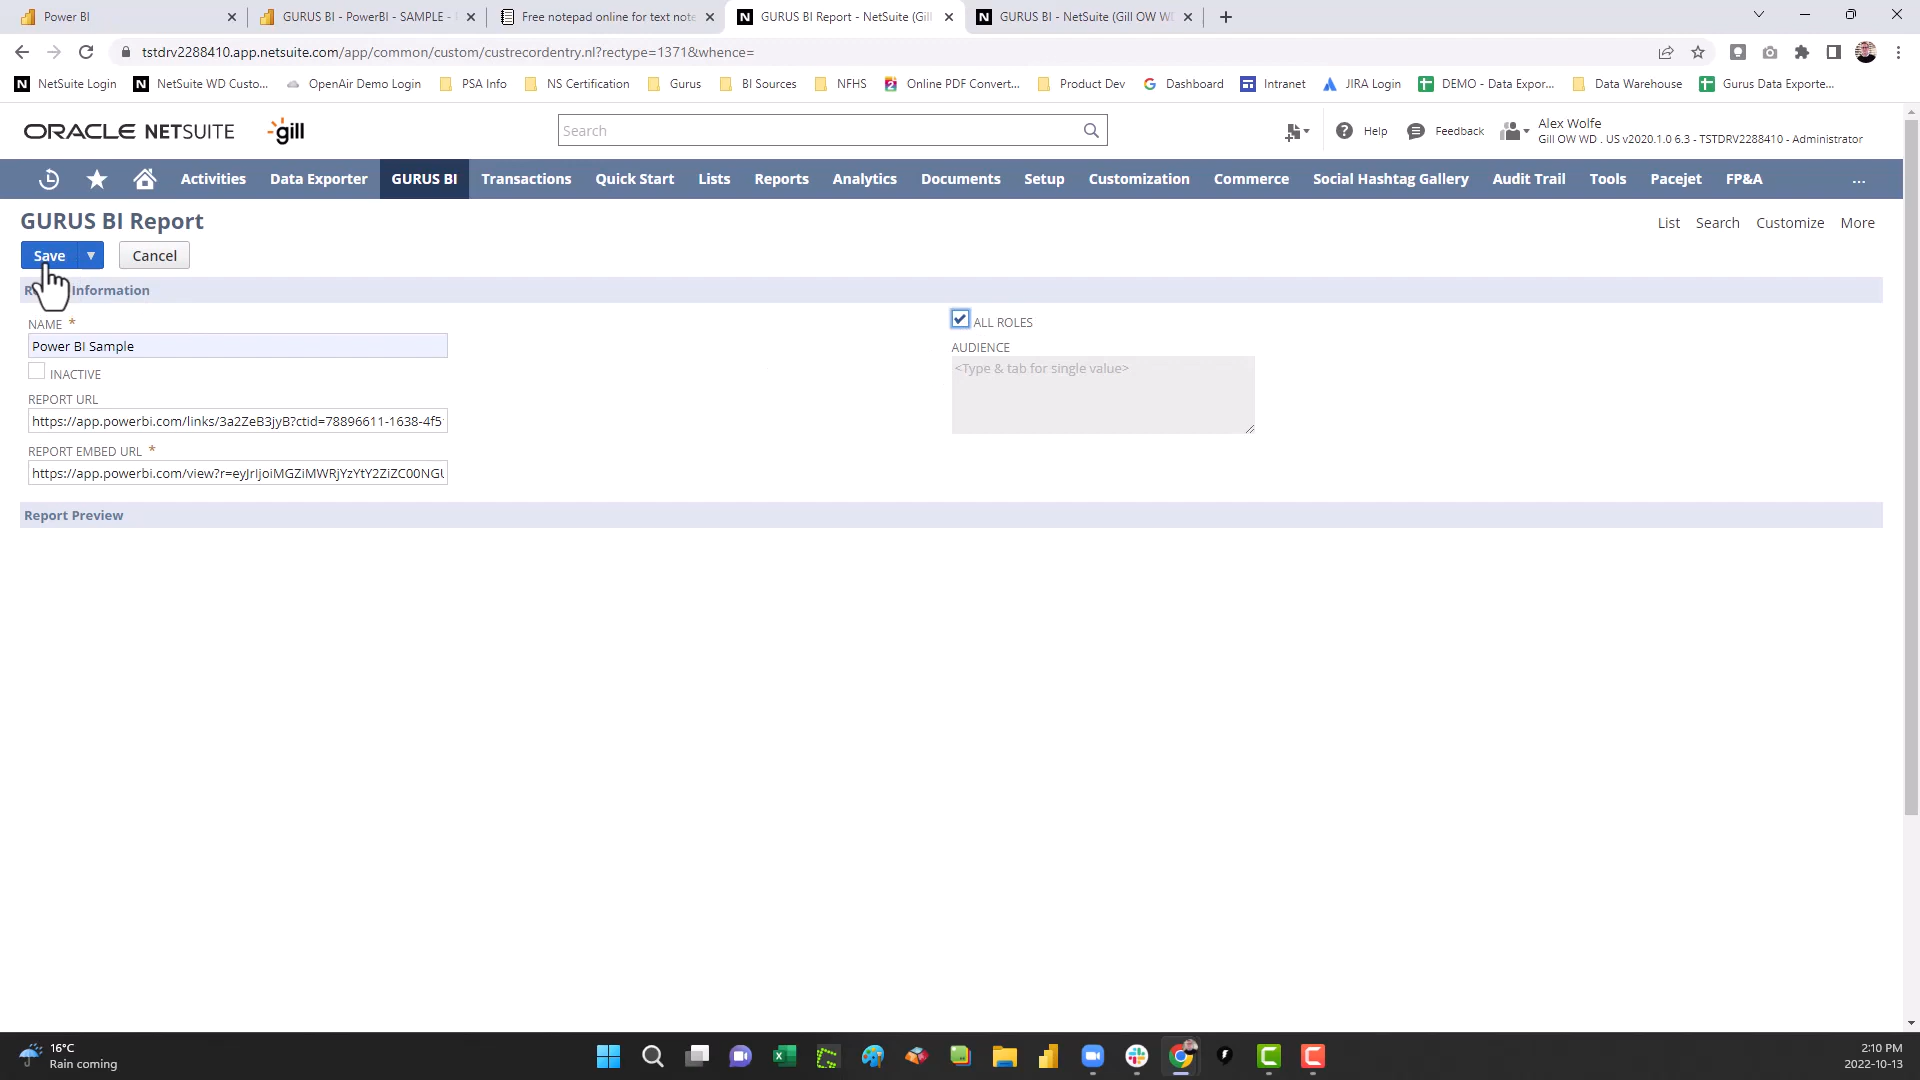 Power BI
GURUS BI - PowerBI - SAMPLE -
Free notepad online for text note
GURUS BI Report - NetSuite (Gill
GURUS BI - NetSuite (Gill OW WD
tstdrv2288410.app.netsuite.com/app/common/custom/custrecordentry.nl?rectype=1371&whence=
NetSuite Login
NetSuite WD Custo...
OpenAir Demo Login
PSA Info
NS Certification
Gurus
BI Sources
NFHS
Online PDF Convert...
Product Dev
Dashboard
Intranet
JIRA Login
DEMO - Data Expor...
Data Warehouse
Gurus Data Exporte...
ORACLE NETSUITE
gill
Search
Help
Feedback
Alex Wolfe
Gill OW WD . US v2020.1.0 6.3 - TSTDRV2288410 - Administrator
Activities
Data Exporter
GURUS BI
Transactions
Quick Start
Lists
Reports
Analytics
Documents
Setup
Customization
Commerce
Social Hashtag Gallery
Audit Trail
Tools
Pacejet
FP&A
...
GURUS BI Report
List
Search
Customize
More
Save
Cancel
Information
NAME *
Power BI Sample
INACTIVE
REPORT URL
https://app.powerbi.com/links/3a2ZeB3jyB?ctid=78896611-1638-4f5
REPORT EMBED URL *
https://app.powerbi.com/view?r=eyJrIjoiMGZiMWRjYzYtY2ZiZC00NGU
ALL ROLES
AUDIENCE
<Type & tab for single value>
Report Preview
16°C
Rain coming
2:10 PM
2022-10-13